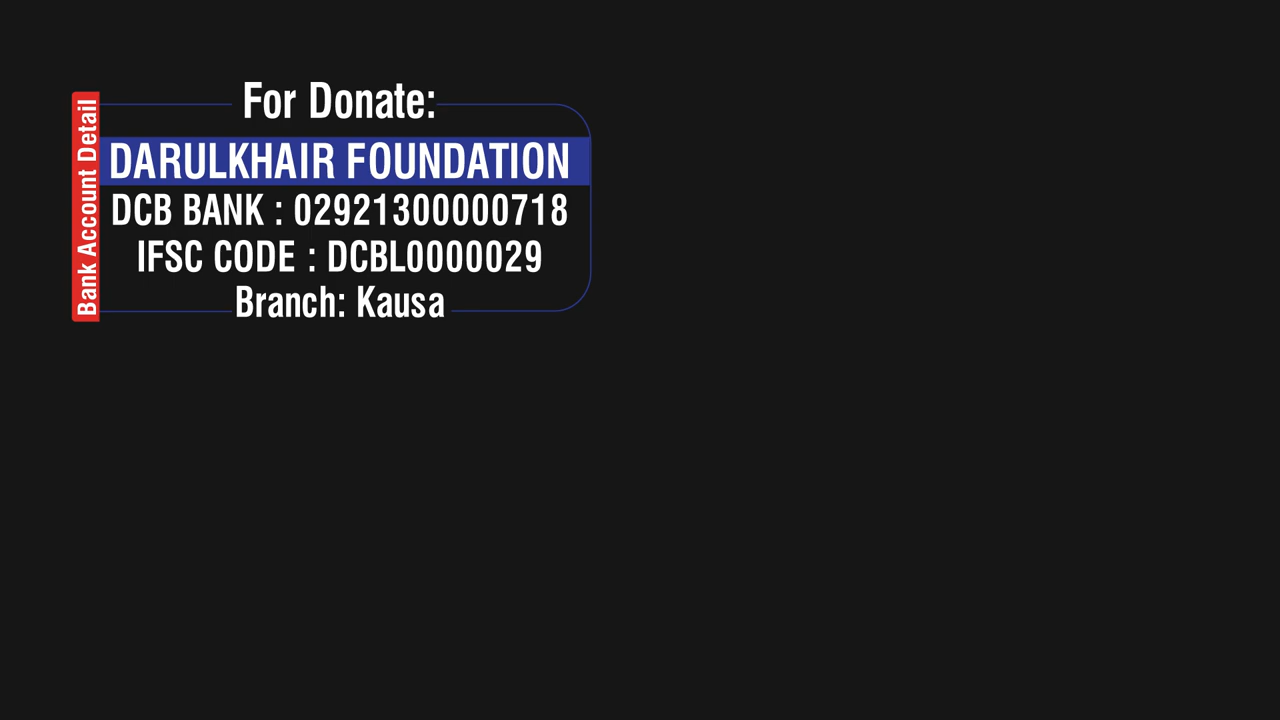 For Donate:
Bank Account Detail
DARULKHAIR FOUNDATION
DCB BANK : 02921300000718
IFSC CODE : DCBL0000029
Branch: Kausa